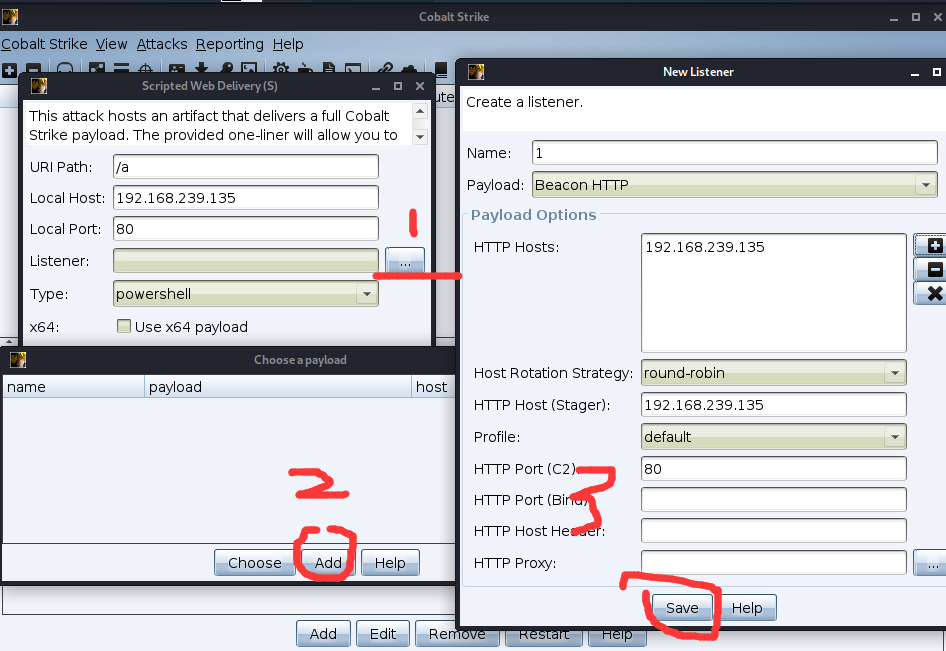 Cobalt Strike
Cobalt Strike View Attacks Reporting Help
Scripted Web Delivery (S)
This attack hosts an artifact that delivers a full Cobalt
Strike payload. The provided one-liner will allow you to
URI Path: /a
Local Host: 192.168.239.135
Local Port: 80
1
Listener: ...
Type: powershell
x64: Use x64 payload
Choose a payload
name payload host
2
Choose Add Help
New Listener
Create a listener.
Name: 1
Payload: Beacon HTTP
Payload Options
HTTP Hosts: 192.168.239.135
Host Rotation Strategy: round-robin
HTTP Host (Stager): 192.168.239.135
Profile: default
HTTP Port (C2): 80
3
HTTP Port (Bind)
HTTP Host Header:
HTTP Proxy: ...
Save Help
Add Edit Remove Restart Help